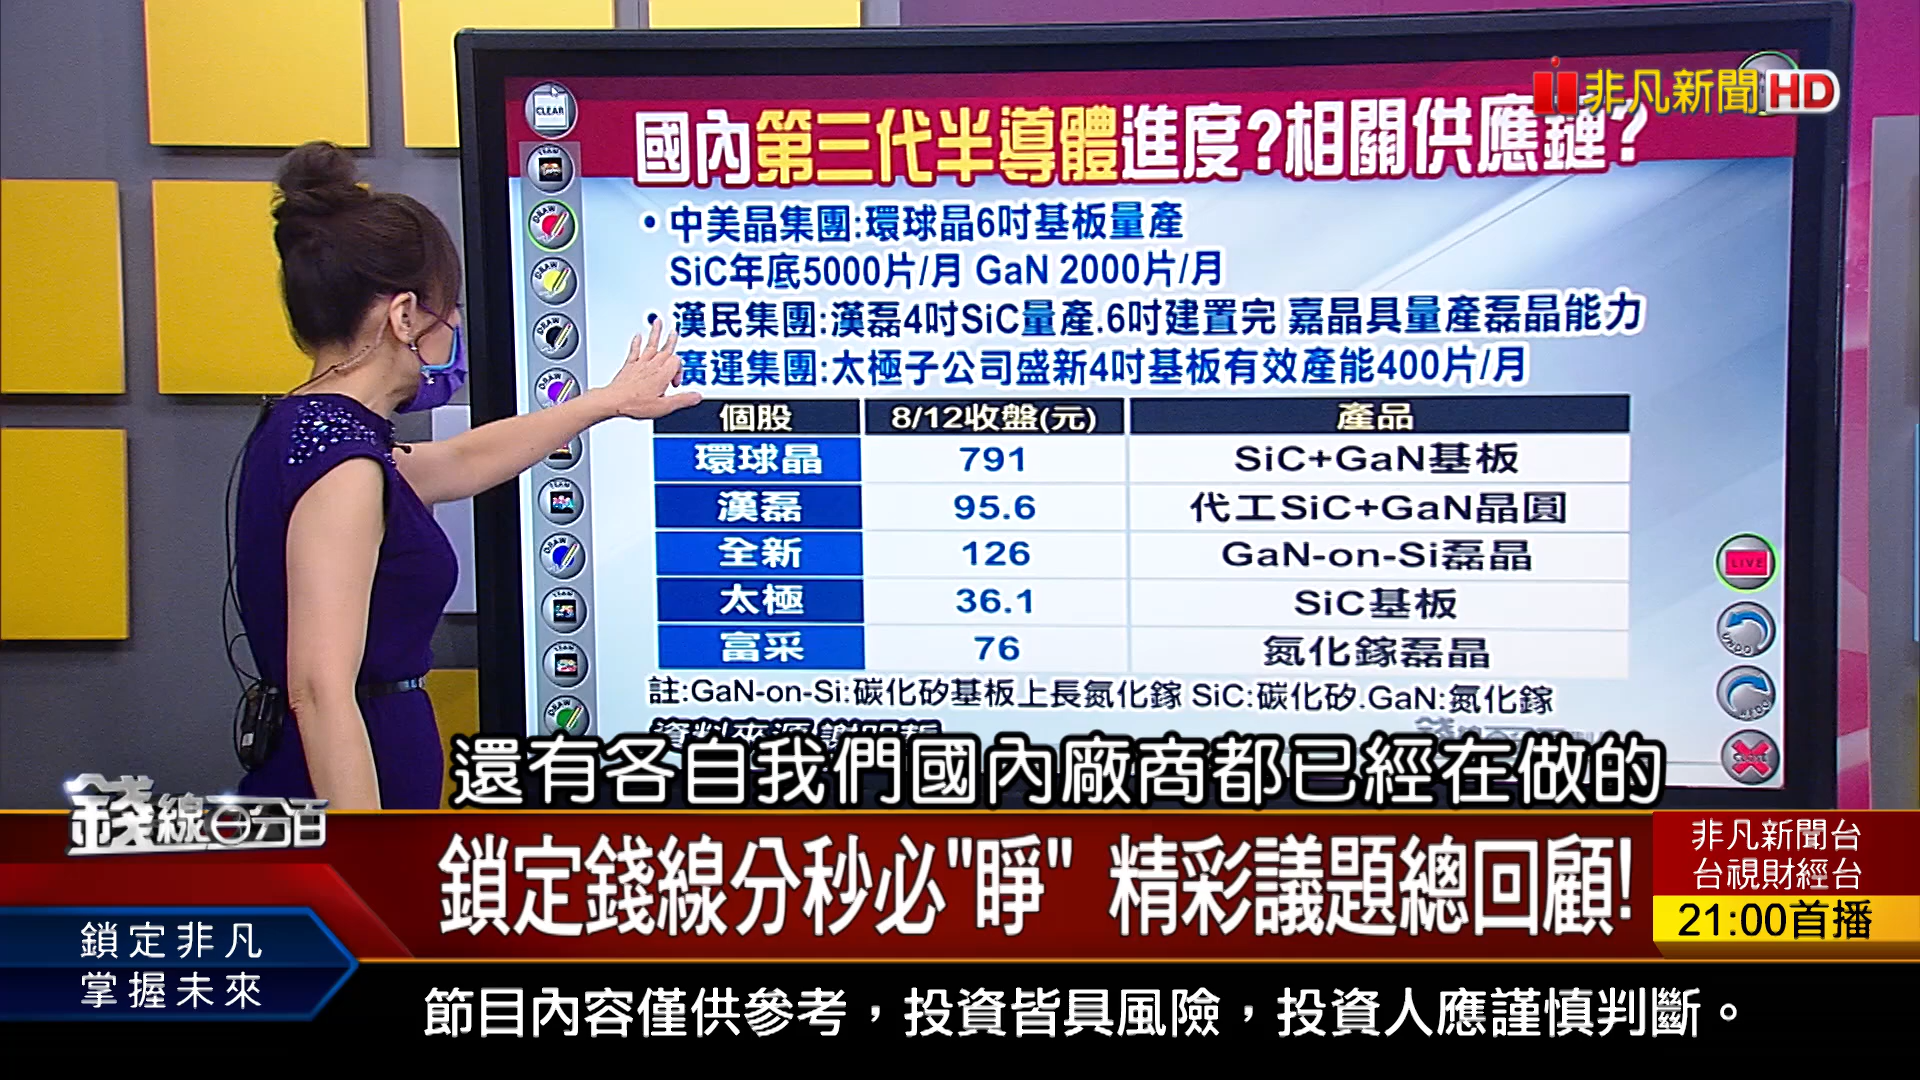 非凡新聞HD
國內第三代半導體進度?相關供應鏈?
• 中美晶集團:環球晶6吋基板量產
SiC年底5000片/月 GaN 2000片/月
• 漢民集團:漢磊4吋SiC量產.6吋建置完 嘉晶具量產磊晶能力
廣運集團:太極子公司盛新4吋基板有效產能400片/月
個股 8/12收盤(元) 產品
環球晶 791 SiC+GaN基板
漢磊 95.6 代工SiC+GaN晶圓
全新 126 GaN-on-Si磊晶
太極 36.1 SiC基板
富采 76 氮化鎵磊晶
註:GaN-on-Si:碳化矽基板上長氮化鎵 SiC:碳化矽.GaN:氮化鎵
CLEAR
TEAM
DRAW
DRAW
DRAW
DRAW
TEAM
DRAW
TEAM
TEAM
DRAW
LIVE
UNDO
REDO
CLOSE
還有各自我們國內廠商都已經在做的
錢線百分百
鎖定錢線分秒必"睜" 精彩議題總回顧!
非凡新聞台
台視財經台
21:00首播
鎖定非凡
掌握未來
節目內容僅供參考，投資皆具風險，投資人應謹慎判斷。